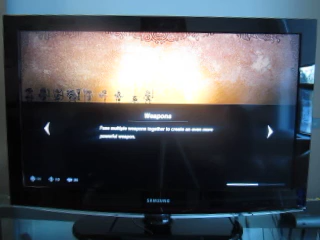 Weapons
Fuse multiple weapons together to create an even more
powerful weapon.
SAMSUNG